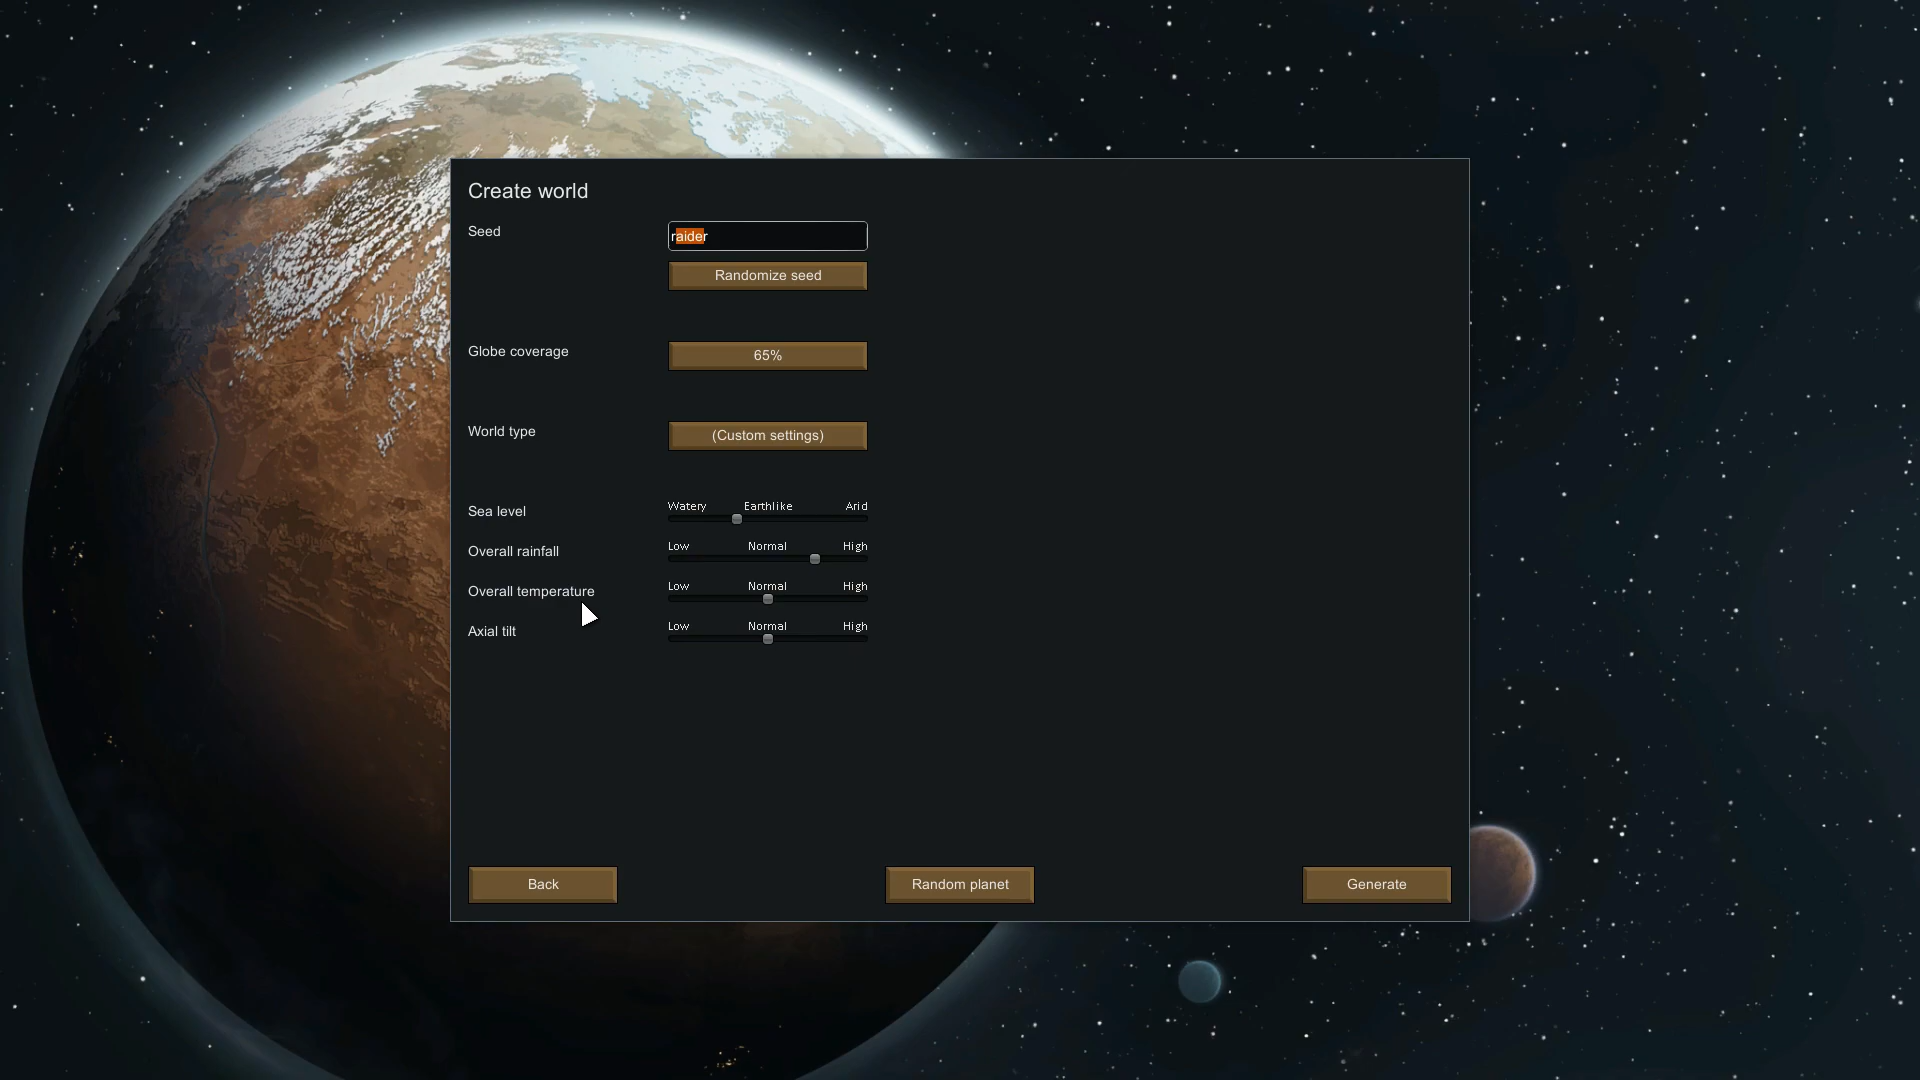 Create world
Seed
raider
Randomize seed
Globe coverage
65%
World type
(Custom settings)
Sea level
Watery Earthlike Arid
Overall rainfall
Low Normal High
Overall temperature
Low Normal High
Axial tilt
Low Normal High
Back
Random planet
Generate